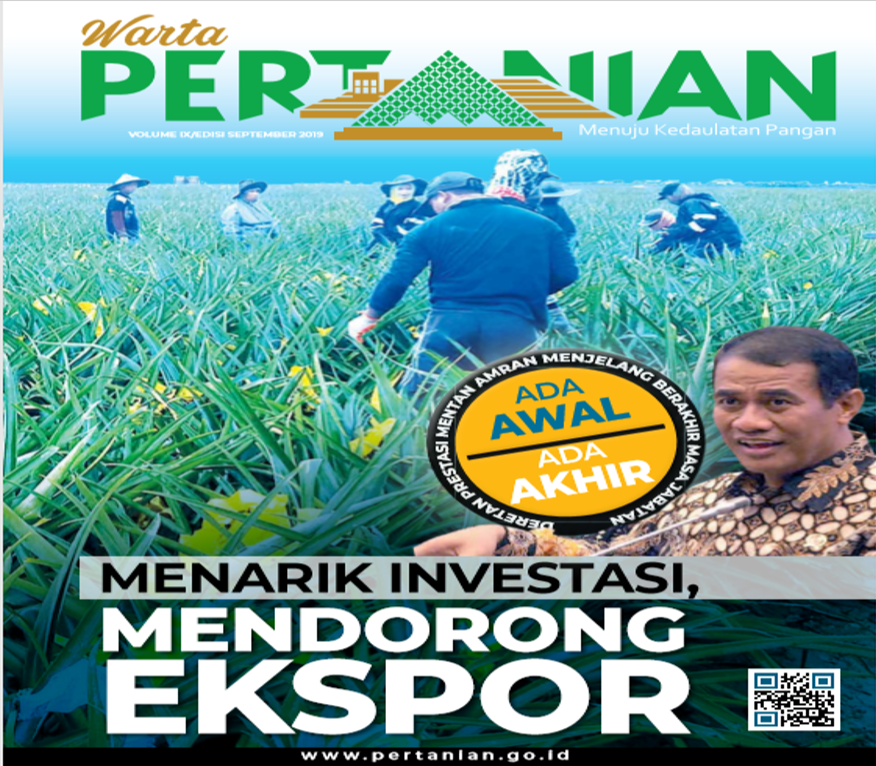 Warta
PERTANIAN
VOLUME IX/EDISI SEPTEMBER 2019
Menuju Kedaulatan Pangan
DERETAN PRESTASI MENTAN AMRAN MENJELANG BERAKHIR MASA JABATAN
ADA
AWAL
ADA
AKHIR
MENARIK INVESTASI,
MENDORONG
EKSPOR
www.pertanian.go.id